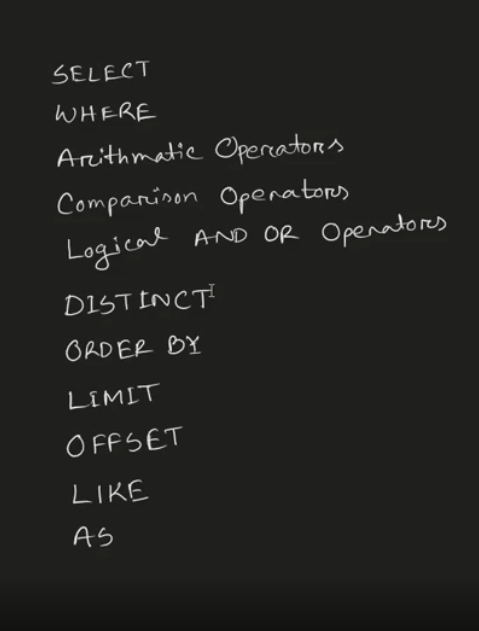 SELECT
WHERE
Arithmatic Operators
Comparison Operators
Logical AND OR Operators
DISTINCT
ORDER BY
LIMIT
OFFSET
LIKE
AS